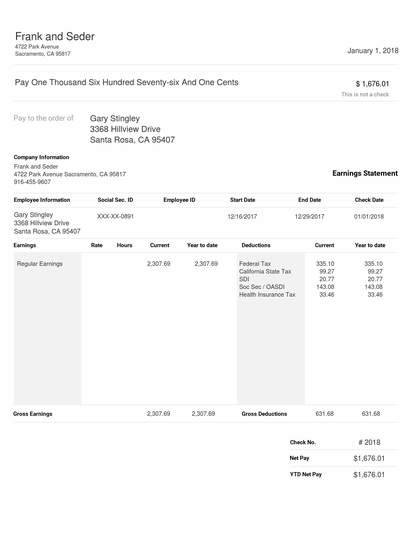 Frank and Seder
4722 Park Avenue
Sacramento, CA 95817
January 1, 2018
Pay One Thousand Six Hundred Seventy-six And One Cents
$ 1,676.01
This is not a check
Pay to the order of
Gary Stingley
3368 Hillview Drive
Santa Rosa, CA 95407
Company Information
Frank and Seder
4722 Park Avenue Sacramento, CA 95817
916-455-9607
Earnings Statement
Employee Information Social Sec. ID Employee ID Start Date End Date Check Date
Gary Stingley XXX-XX-0891 12/16/2017 12/29/2017 01/01/2018
3368 Hillview Drive
Santa Rosa, CA 95407
Earnings Rate Hours Current Year to date Deductions Current Year to date
Regular Earnings 2,307.69 2,307.69 Federal Tax 335.10 335.10
California State Tax 99.27 99.27
SDI 20.77 20.77
Soc Sec / OASDI 143.08 143.08
Health Insurance Tax 33.46 33.46
Gross Earnings 2,307.69 2,307.69 Gross Deductions 631.68 631.68
Check No. # 2018
Net Pay $1,676.01
YTD Net Pay $1,676.01